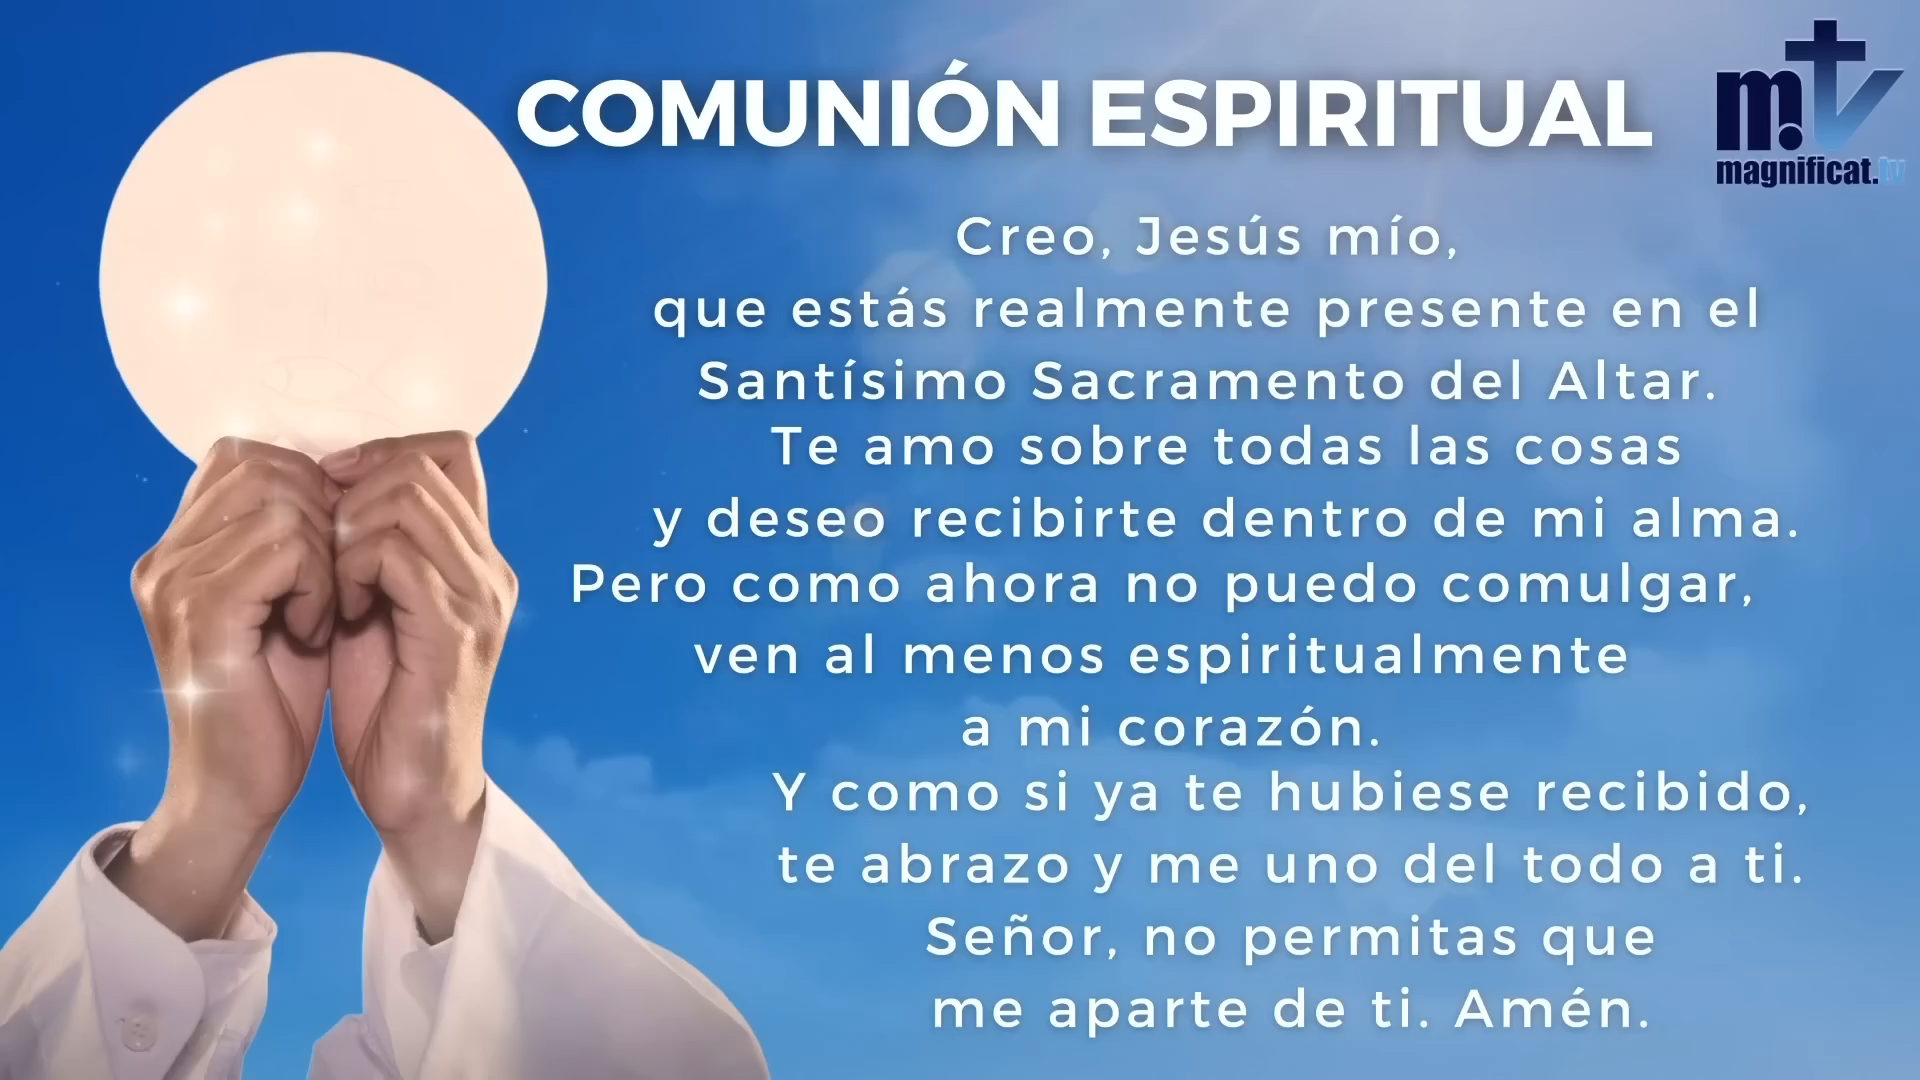 COMUNIÓN ESPIRITUAL
mtv
magnificat.tv
Creo, Jesús mío,
que estás realmente presente en el
Santísimo Sacramento del Altar.
Te amo sobre todas las cosas
y deseo recibirte dentro de mi alma.
Pero como ahora no puedo comulgar,
ven al menos espiritualmente
a mi corazón.
Y como si ya te hubiese recibido,
te abrazo y me uno del todo a ti.
Señor, no permitas que
me aparte de ti. Amén.